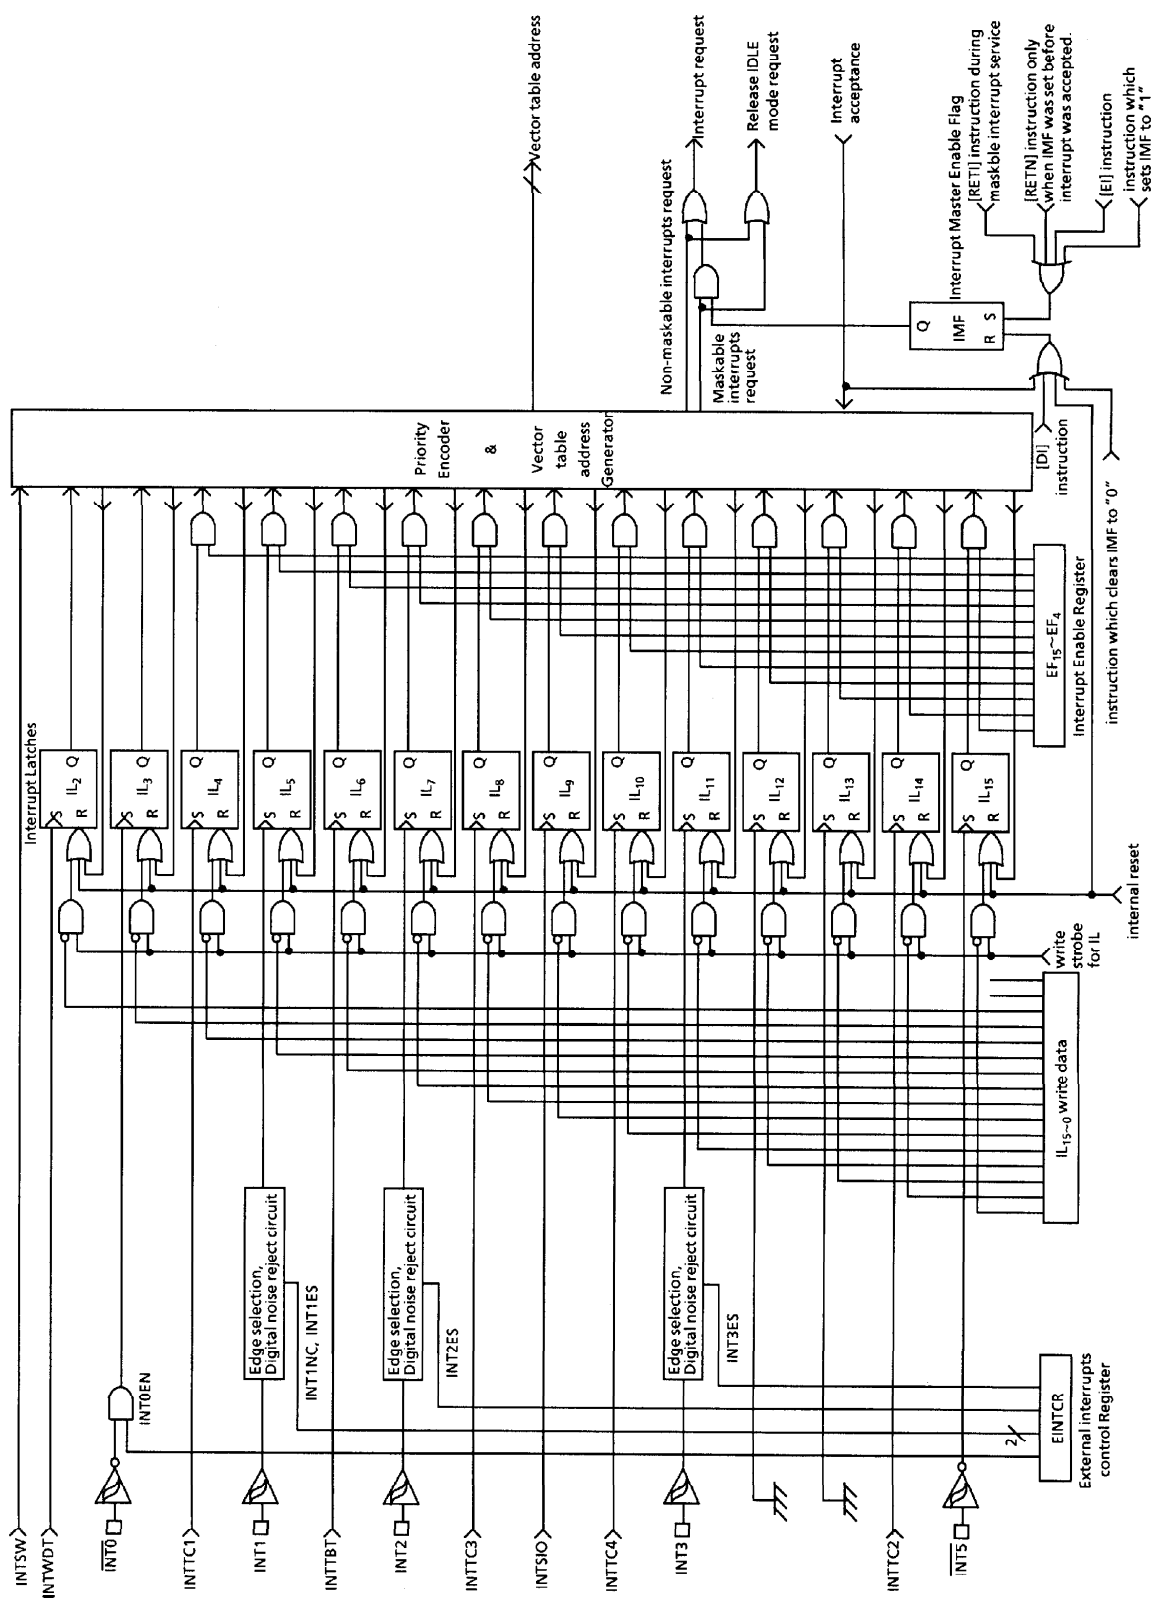 INTSW
INTWDT
INT0
INTTC1
INT1
INTTBT
INT2
INTTC3
INTSIO
INTTC4
INT3
INTTC2
INT5
INT0EN
Edge selection,
Digital noise reject circuit
INT1NC, INT1ES
Edge selection,
Digital noise reject circuit
INT2ES
Edge selection,
Digital noise reject circuit
INT3ES
2
EINTCR
External interrupts
control Register
IL15~0 write data
write
strobe
for IL
internal reset
Interrupt Latches
S
R
IL2
Q
S
R
IL3
Q
S
R
IL4
Q
S
R
IL5
Q
S
R
IL6
Q
S
R
IL7
Q
S
R
IL8
Q
S
R
IL9
Q
S
R
IL10
Q
S
R
IL11
Q
S
R
IL12
Q
S
R
IL13
Q
S
R
IL14
Q
S
R
IL15
Q
EF15~EF4
Interrupt Enable Register
instruction which clears IMF to "0"
Priority
Encoder
&
Vector
table
address
Generator
[DI]
instruction
Vector table address
Non-maskable interrupts request
Maskable
interrupts
request
Interrupt request
Release IDLE
mode request
Interrupt
acceptance
Q
IMF
R S
Interrupt Master Enable Flag
[RETI] instruction during
maskble interrupt service
[RETN] instruction only
when IMF was set before
interrupt was accepted.
[EI] instruction
instruction which
sets IMF to "1"